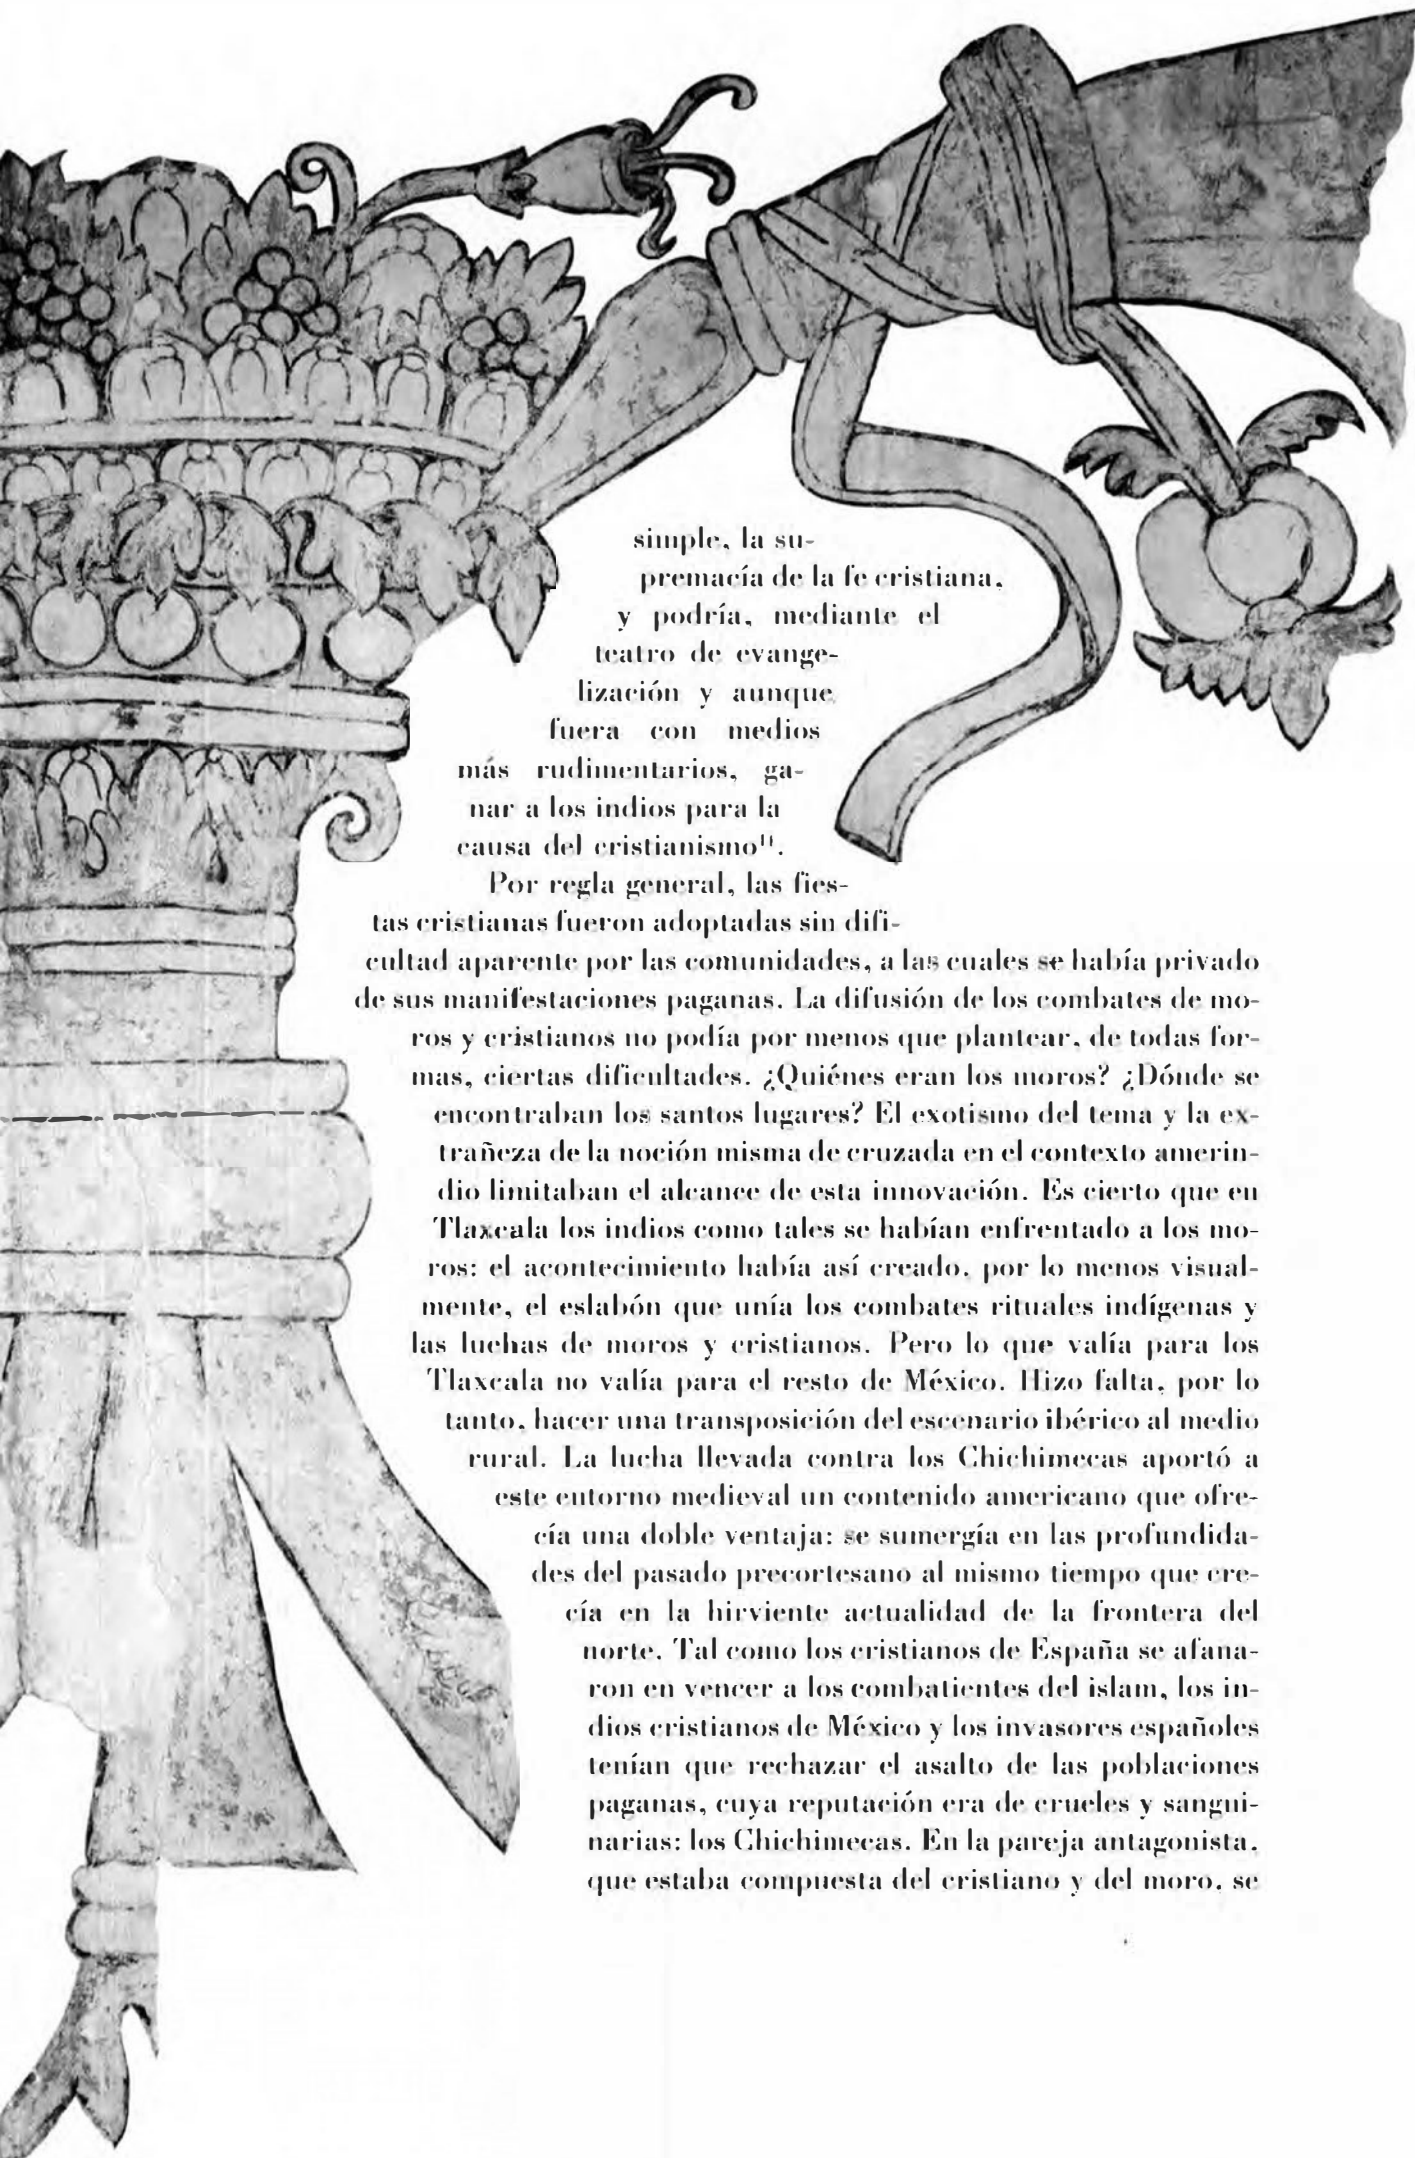 simple, la su-
premacía de la fe cristiana,
y podría, mediante el
teatro de evange-
lización y aunque
fuera con medios
más rudimentarios, ga-
nar a los indios para la
causa del cristianismo¹¹.
Por regla general, las fies-
tas cristianas fueron adoptadas sin difi-
cultad aparente por las comunidades, a las cuales se había privado
de sus manifestaciones paganas. La difusión de los combates de mo-
ros y cristianos no podía por menos que plantear, de todas for-
mas, ciertas dificultades. ¿Quiénes eran los moros? ¿Dónde se
encontraban los santos lugares? El exotismo del tema y la ex-
trañeza de la noción misma de cruzada en el contexto amerin-
dio limitaban el alcance de esta innovación. Es cierto que en
Tlaxcala los indios como tales se habían enfrentado a los mo-
ros: el acontecimiento había así creado, por lo menos visual-
mente, el eslabón que unía los combates rituales indígenas y
las luchas de moros y cristianos. Pero lo que valía para los
Tlaxcala no valía para el resto de México. Hizo falta, por lo
tanto, hacer una transposición del escenario ibérico al medio
rural. La lucha llevada contra los Chichimecas aportó a
este entorno medieval un contenido americano que ofre-
cía una doble ventaja: se sumergía en las profundida-
des del pasado precortesano al mismo tiempo que cre-
cía en la hirviente actualidad de la frontera del
norte. Tal como los cristianos de España se afana-
ron en vencer a los combatientes del islam, los in-
dios cristianos de México y los invasores españoles
tenían que rechazar el asalto de las poblaciones
paganas, cuya reputación era de crueles y sangui-
narias: los Chichimecas. En la pareja antagonista,
que estaba compuesta del cristiano y del moro, se